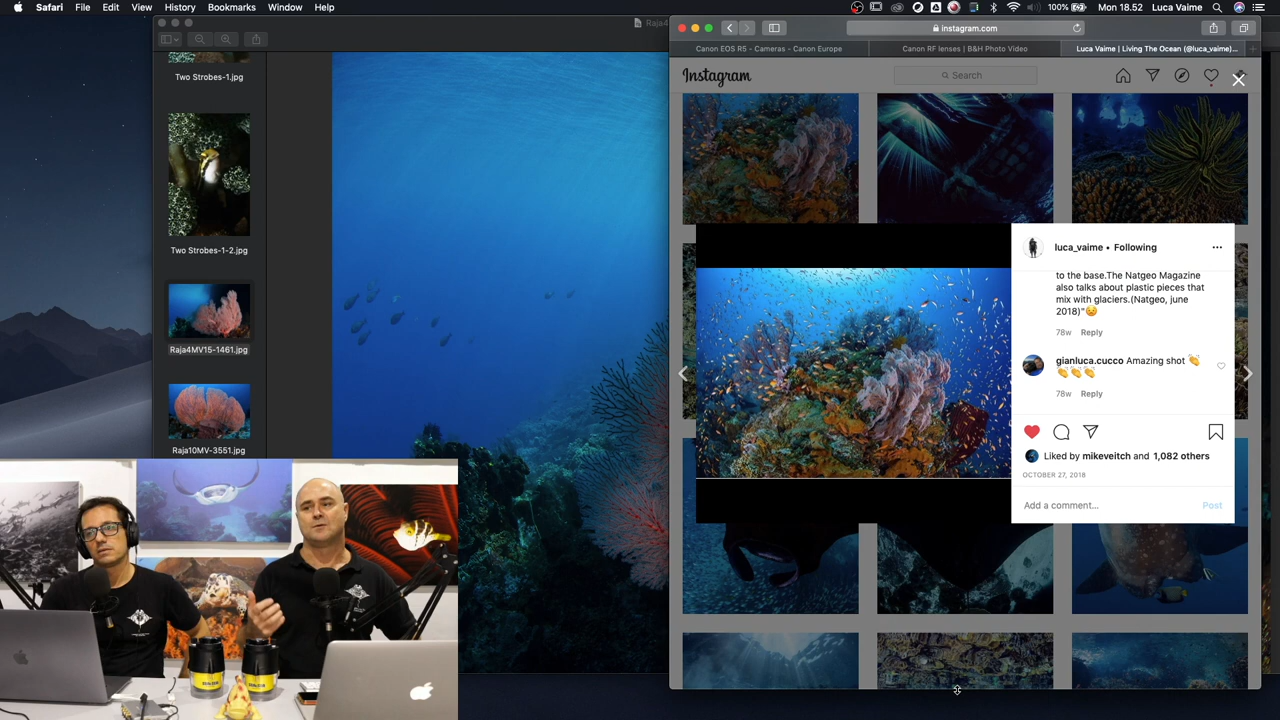 Safari File Edit View History Bookmarks Window Help
100% Mon 18.52 Luca Vaime
Raja4
instagram.com
Canon EOS R5 - Cameras - Canon Europe
Canon RF lenses | B&H Photo Video
Luca Vaime | Living The Ocean (@luca_vaime)...
Two Strobes-1.jpg
Two Strobes-1-2.jpg
Raja4MV15-1461.jpg
Raja10MV-3551.jpg
Instagram
Search
luca_vaime • Following
to the base.The Natgeo Magazine
also talks about plastic pieces that
mix with glaciers.(Natgeo, june
2018)"😥
78w Reply
gianluca.cucco Amazing shot 👏
👏👏👏
78w Reply
Liked by mikeveitch and 1,082 others
OCTOBER 27, 2018
Add a comment...
Post